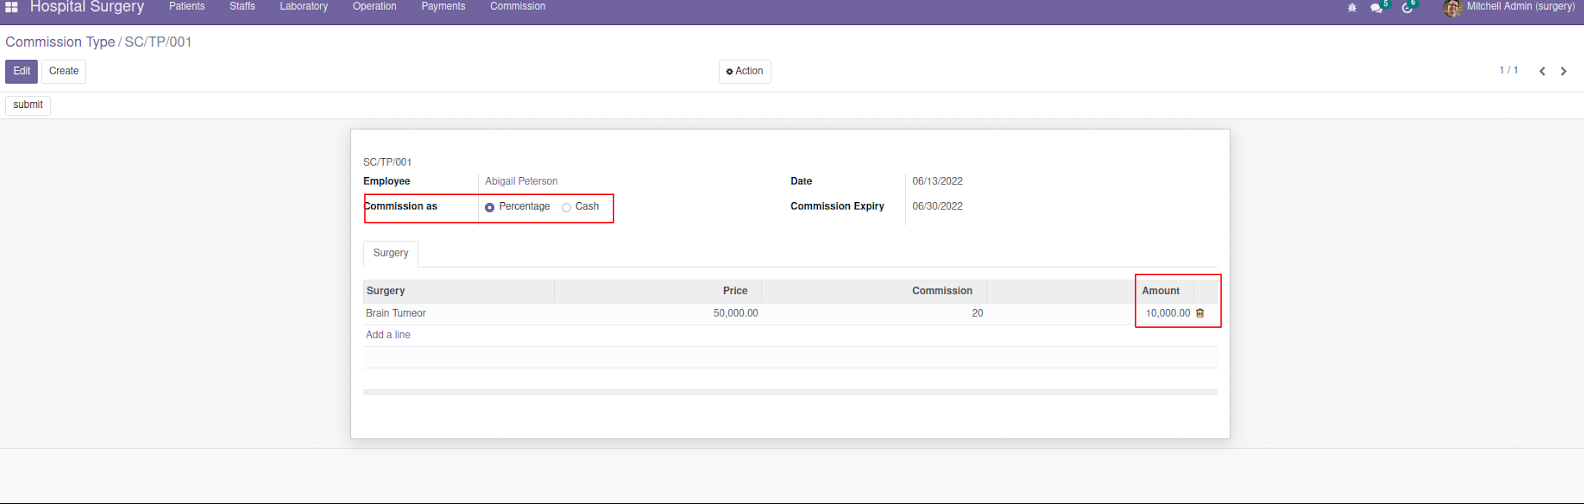 Hospital Surgery Patients Staffs Laboratory Operation Payments Commission 5 6 Mitchell Admin (surgery)
Commission Type / SC/TP/001
Edit Create Action 1 / 1
submit
SC/TP/001
Employee Abigail Peterson Date 06/13/2022
Commission as Percentage Cash Commission Expiry 06/30/2022
Surgery
Surgery Price Commission Amount
Brain Tumeor 50,000.00 20 10,000.00
Add a line